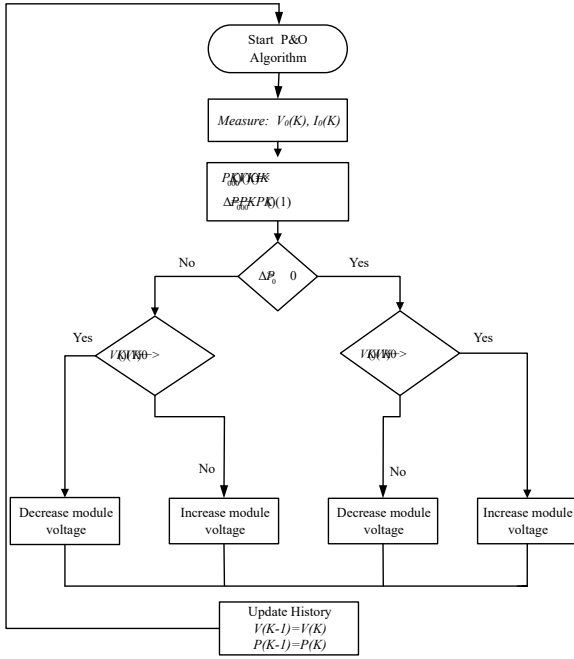 Start P&O
Algorithm
Measure: V₀(K), I₀(K)
No
Yes
0
Yes
Yes
No
No
Decrease module
voltage
Increase module
voltage
Decrease module
voltage
Increase module
voltage
Update History
V(K-1)=V(K)
P(K-1)=P(K)